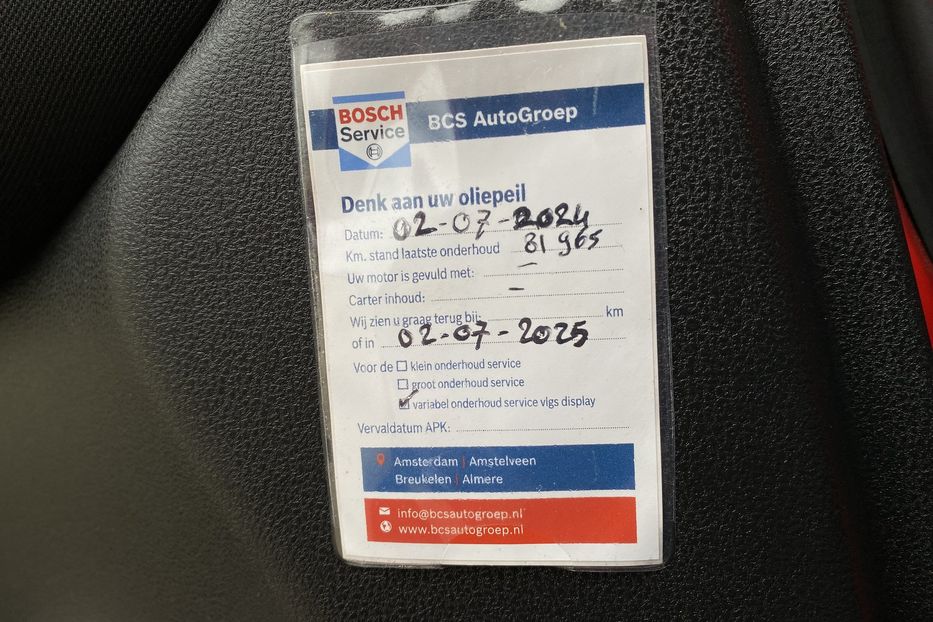 BOSCH
Service
BCS AutoGroep
Denk aan uw oliepeil
Datum: 02-07-2024
Km. stand laatste onderhoud 81 965
Uw motor is gevuld met: -
Carter inhoud: -
Wij zien u graag terug bij: km
of in 02-07-2025
Voor de klein onderhoud service
groot onderhoud service
variabel onderhoud service vlgs display
Vervaldatum APK:
Amsterdam | Amstelveen
Breukelen | Almere
info@bcsautogroep.nl
www.bcsautogroep.nl